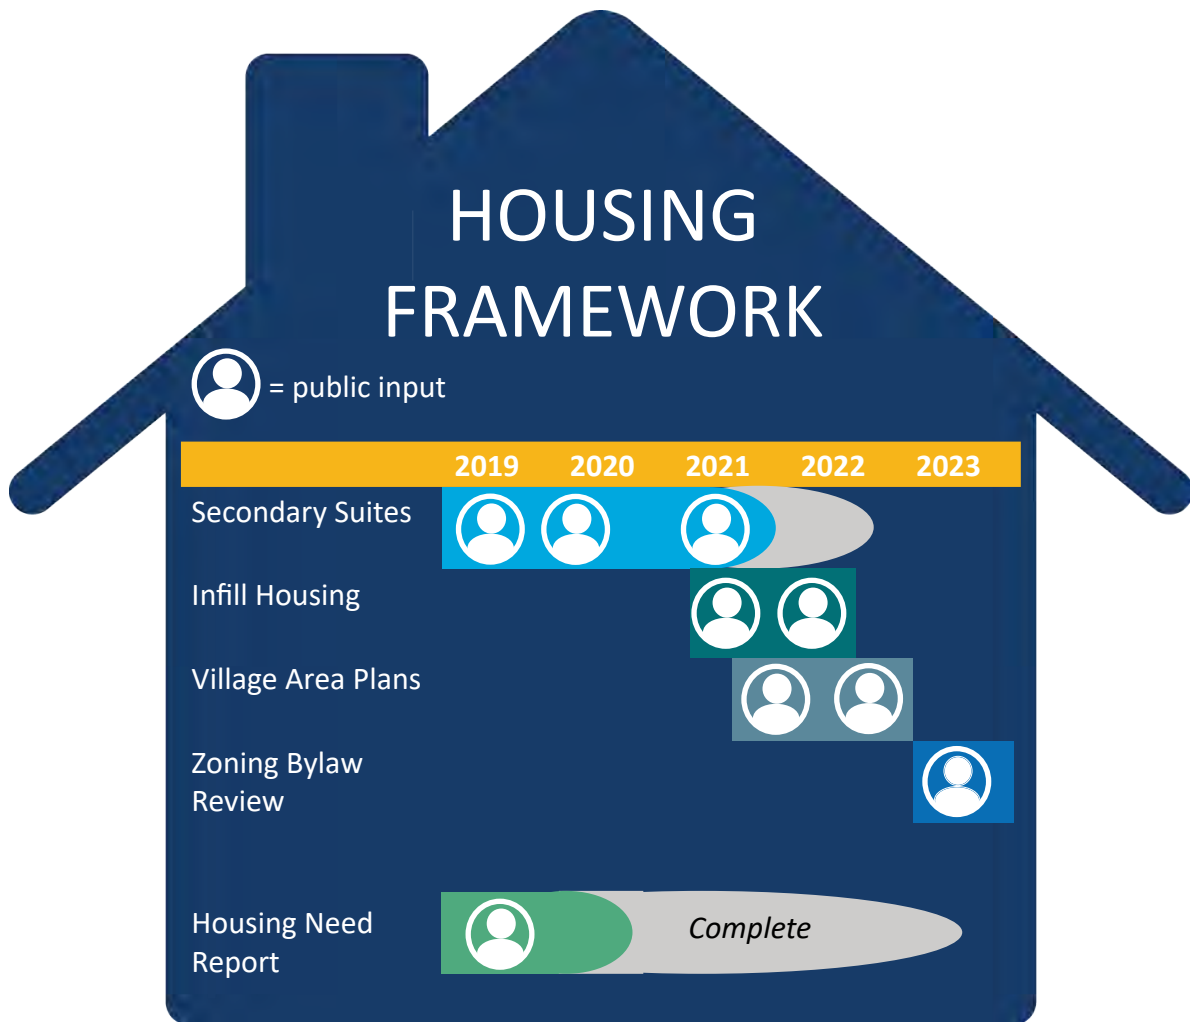 HOUSING
FRAMEWORK
= public input
2019 2020 2021 2022 2023
Secondary Suites
Infill Housing
Village Area Plans
Zoning Bylaw
Review
Housing Need
Report
Complete